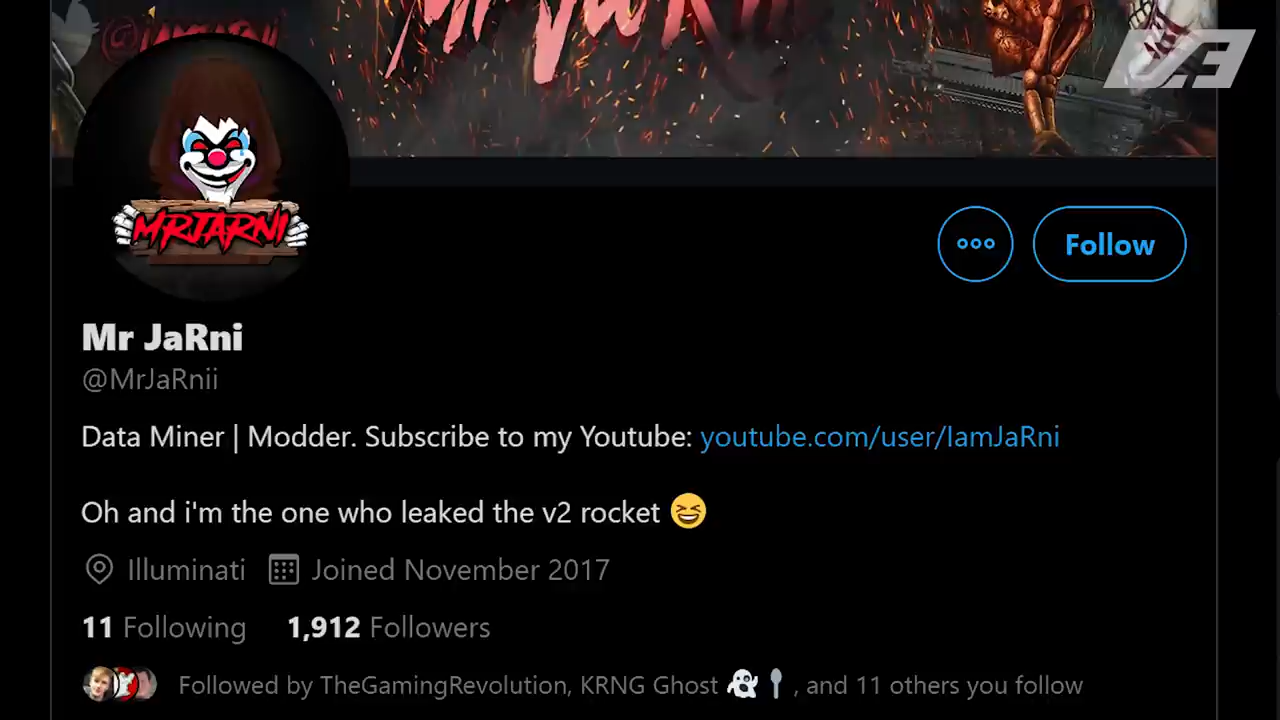 MRJARNI
Follow
Mr JaRni
@MrJaRnii
Data Miner | Modder. Subscribe to my Youtube: youtube.com/user/IamJaRni
Oh and i'm the one who leaked the v2 rocket 😆
Illuminati Joined November 2017
11 Following 1,912 Followers
Followed by TheGamingRevolution, KRNG Ghost 👻🥄, and 11 others you follow